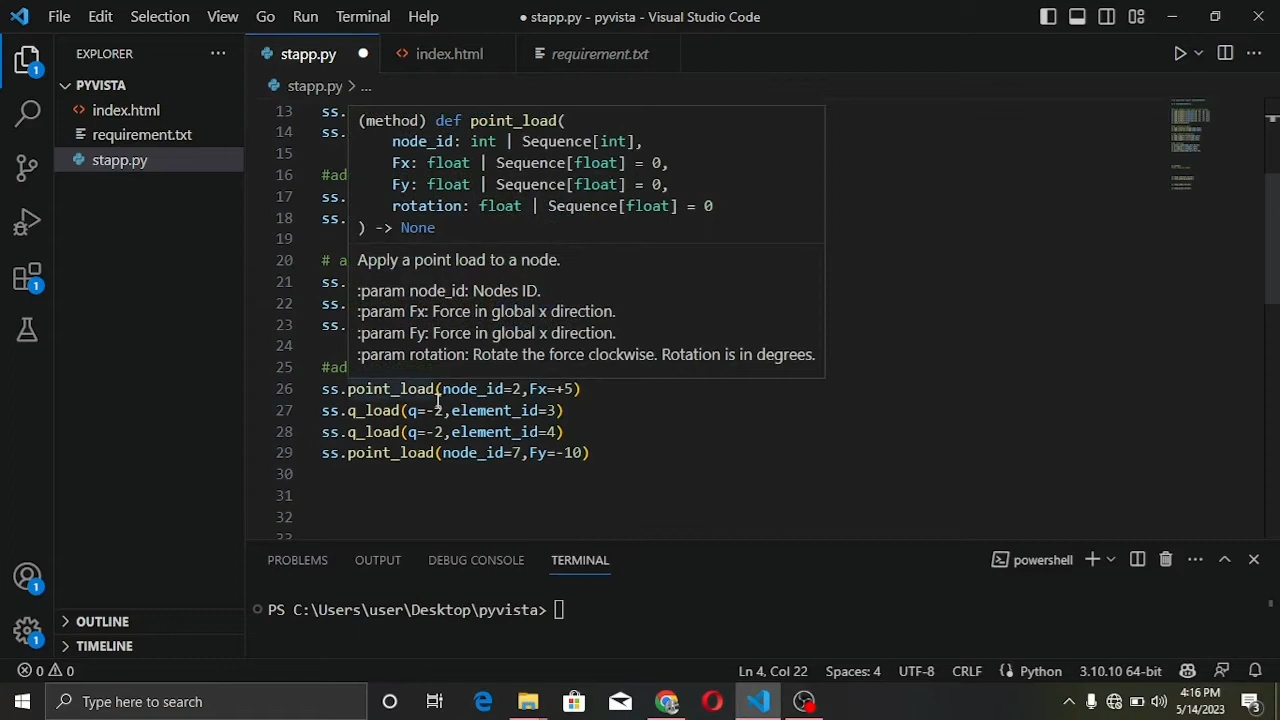 File Edit Selection View Go Run Terminal Help
● stapp.py - pyvista - Visual Studio Code
EXPLORER
stapp.py
index.html
requirement.txt
PYVISTA
index.html
requirement.txt
stapp.py
stapp.py > ...
13 ss.
14 ss.
15
16 #ad
17 ss.
18 ss.
19
20 # a
21 ss.
22 ss.
23 ss.
24
25 #ad
26 ss.point_load(node_id=2,Fx=+5)
27 ss.q_load(q=-2,element_id=3)
28 ss.q_load(q=-2,element_id=4)
29 ss.point_load(node_id=7,Fy=-10)
30
31
32
33
(method) def point_load(
node_id: int | Sequence[int],
Fx: float | Sequence[float] = 0,
Fy: float | Sequence[float] = 0,
rotation: float | Sequence[float] = 0
) -> None
Apply a point load to a node.
:param node_id: Nodes ID.
:param Fx: Force in global x direction.
:param Fy: Force in global x direction.
:param rotation: Rotate the force clockwise. Rotation is in degrees.
PROBLEMS OUTPUT DEBUG CONSOLE TERMINAL
powershell
PS C:\Users\user\Desktop\pyvista>
OUTLINE
TIMELINE
1
1
1
1
0 0
Ln 4, Col 22 Spaces: 4 UTF-8 CRLF Python 3.10.10 64-bit
Type here to search
4:16 PM
5/14/2023
3